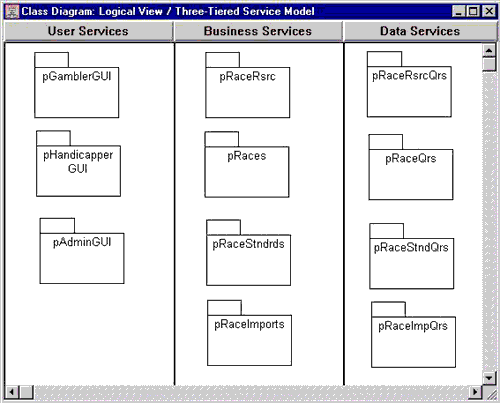 Class Diagram: Logical View / Three-Tiered Service Model
User Services
Business Services
Data Services
pGamblerGUI
pRaceRsrc
pRaceRsrcQrs
pHandicapper
GUI
pRaces
pRaceQrs
pAdminGUI
pRaceStndrds
pRaceStndQrs
pRaceImports
pRaceImpQrs